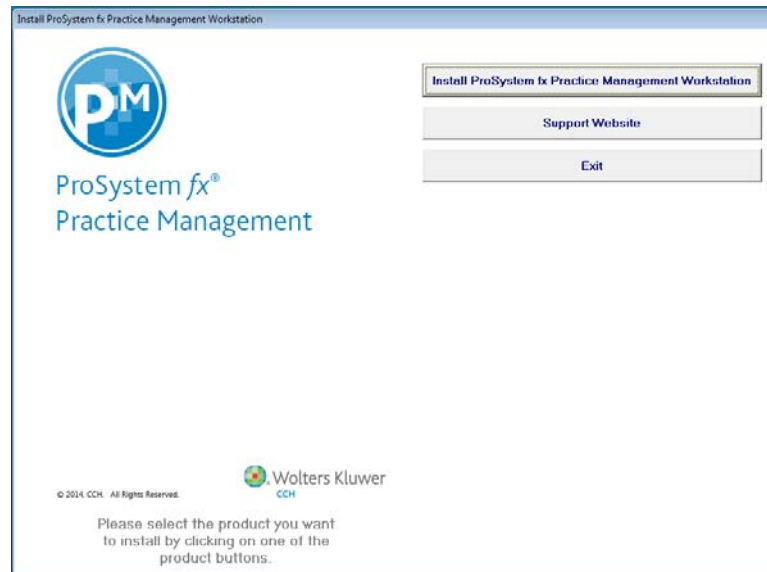 Install ProSystem fx Practice Management Workstation
PM
Install ProSystem fx Practice Management Workstation
Support Website
Exit
ProSystem fx®
Practice Management
Wolters Kluwer
CCH
© 2014, CCH. All Rights Reserved.
Please select the product you want
to install by clicking on one of the
product buttons.